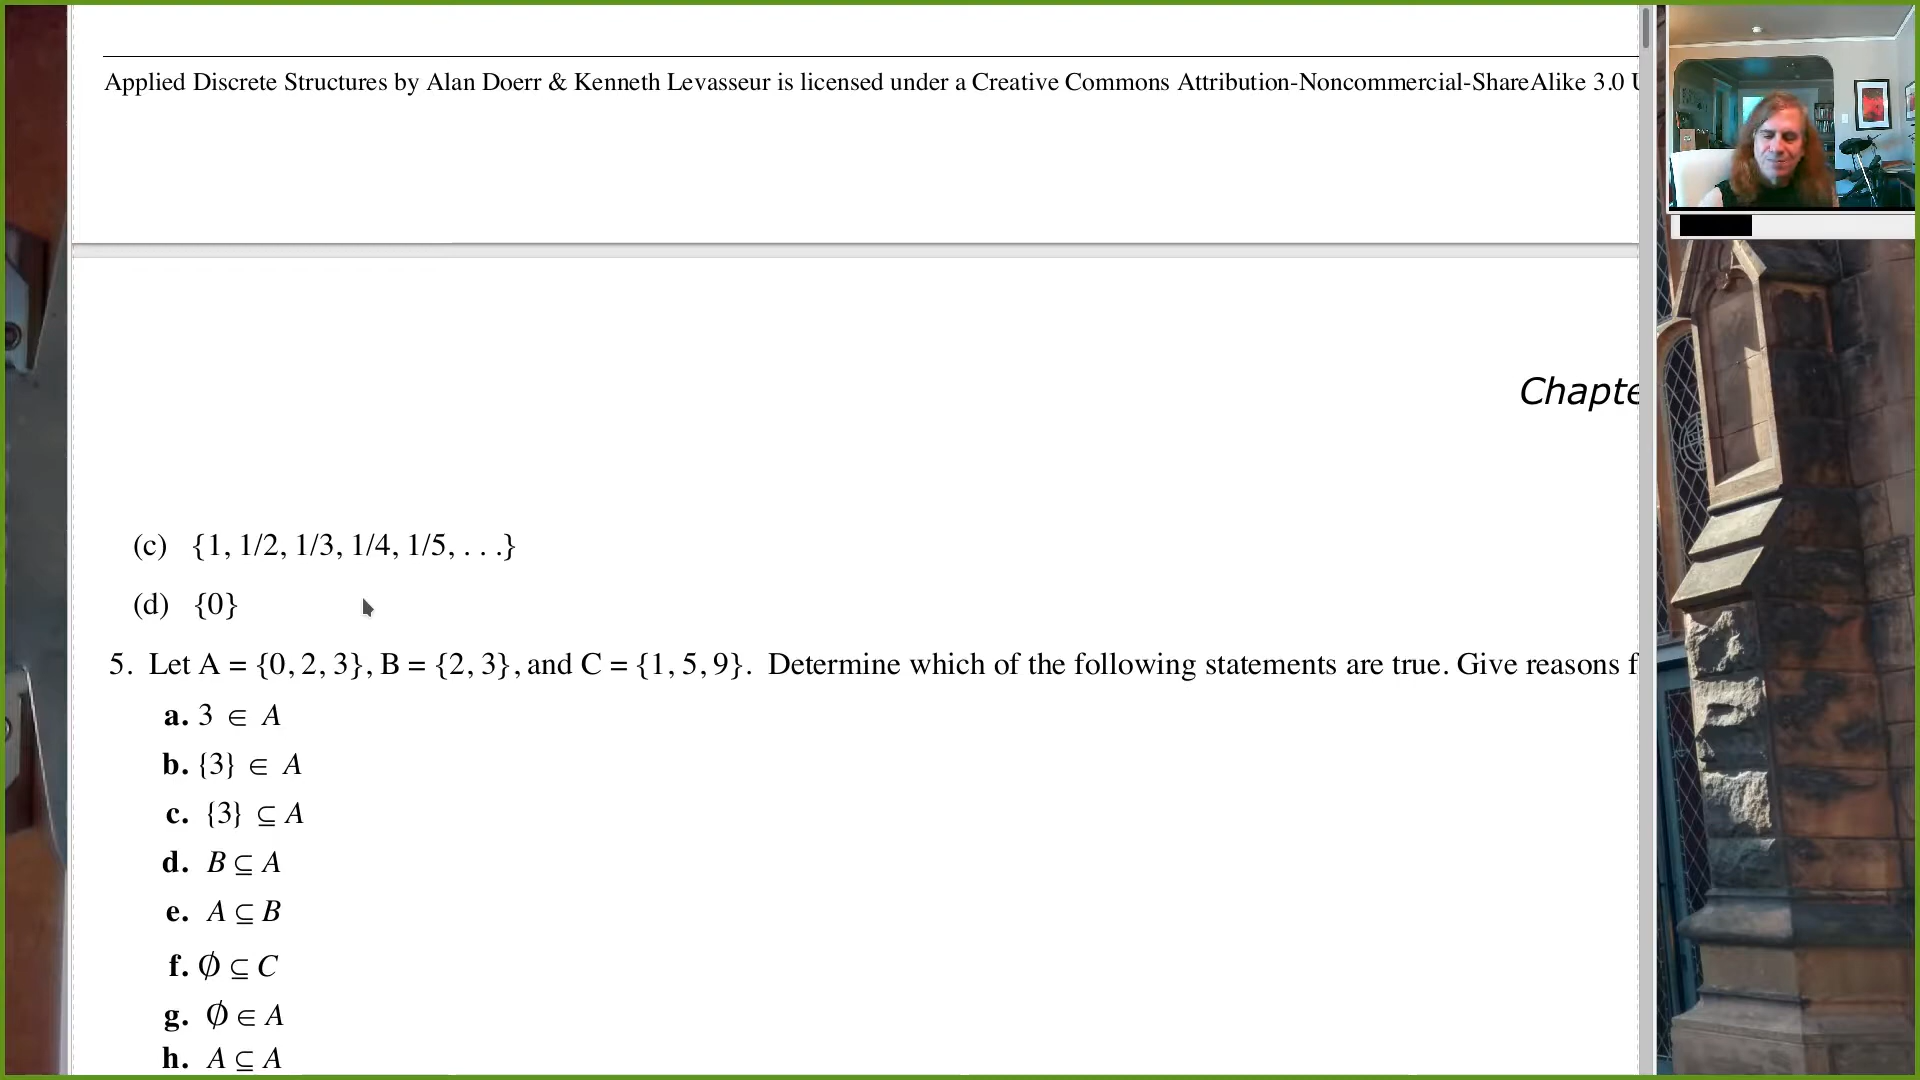 Applied Discrete Structures by Alan Doerr & Kenneth Levasseur is licensed under a Creative Commons Attribution-Noncommercial-ShareAlike 3.0 U
Chapte
(c) {1, 1/2, 1/3, 1/4, 1/5, . . .}
(d) {0}
5. Let A = {0, 2, 3}, B = {2, 3}, and C = {1, 5, 9}. Determine which of the following statements are true. Give reasons f
a. 3 ∈ A
b. {3} ∈ A
c. {3} ⊆ A
d. B ⊆ A
e. A ⊆ B
f. ∅ ⊆ C
g. ∅ ∈ A
h. A ⊆ A